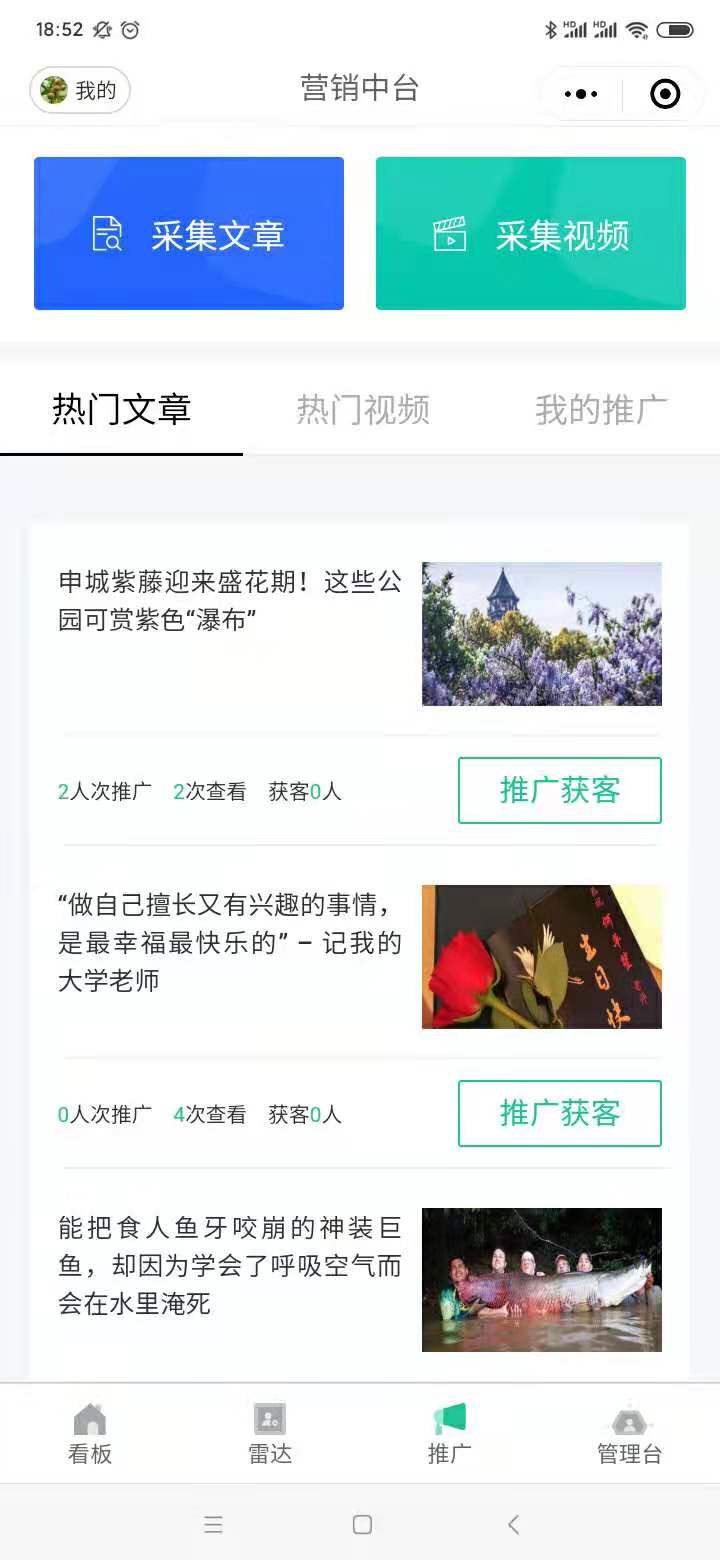 18:52
HD HD
我的
营销中台
采集文章
采集视频
热门文章
热门视频
我的推广
申城紫藤迎来盛花期！这些公
园可赏紫色“瀑布”
2人次推广 2次查看 获客0人
推广获客
“做自己擅长又有兴趣的事情，
是最幸福最快乐的” – 记我的
大学老师
生日快
0人次推广 4次查看 获客0人
推广获客
能把食人鱼牙咬崩的神装巨
鱼，却因为学会了呼吸空气而
会在水里淹死
看板
雷达
推广
管理台